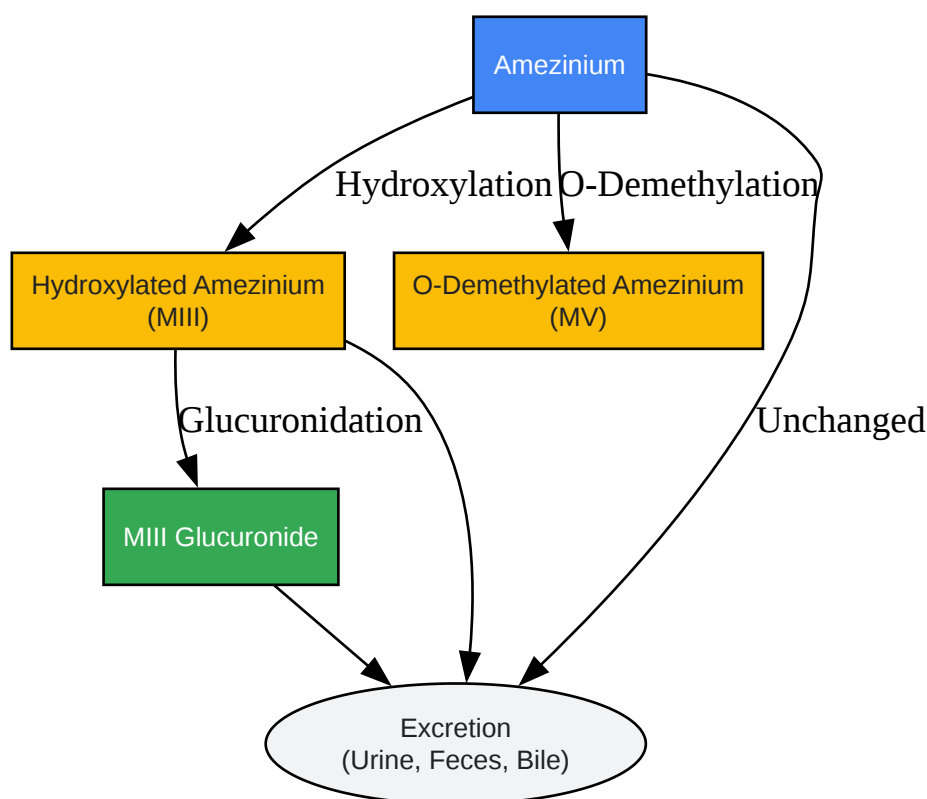 Amezinium
Hydroxylation
O-Demethylation
Hydroxylated Amezinium
(MIII)
O-Demethylated Amezinium
(MV)
Glucuronidation
Unchanged
MIII Glucuronide
Excretion
(Urine, Feces, Bile)